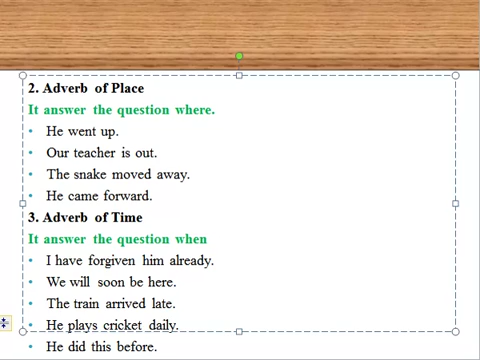 2. Adverb of Place
It answer the question where.
• He went up.
• Our teacher is out.
• The snake moved away.
• He came forward.
3. Adverb of Time
It answer the question when
• I have forgiven him already.
• We will soon be here.
• The train arrived late.
• He plays cricket daily.
• He did this before.